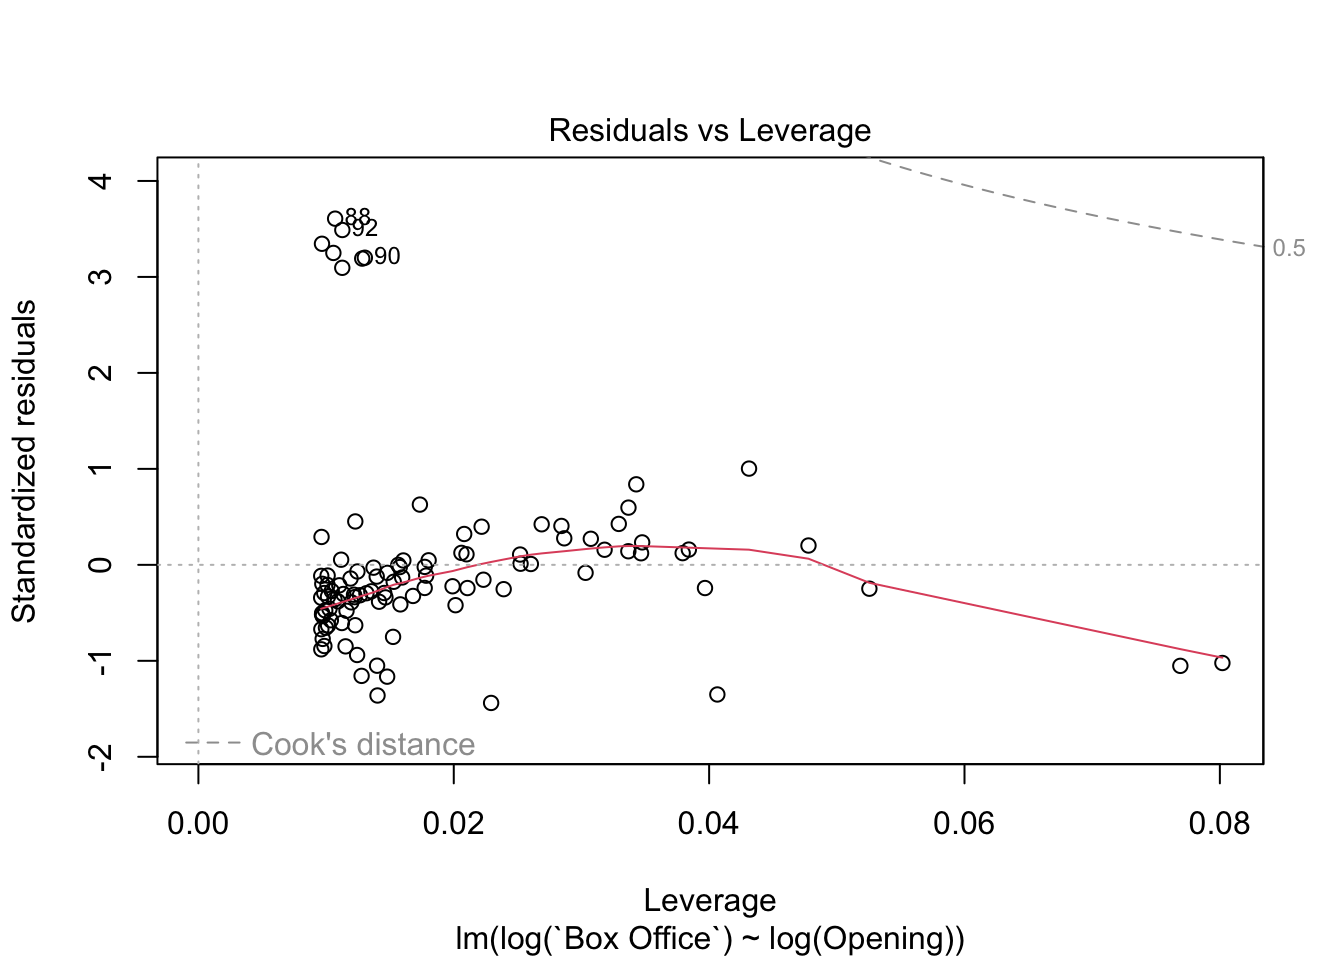 Residuals vs Leverage
Standardized residuals
4
3
2
1
0
-1
-2
88
92
90
0.5
Cook's distance
0.00 0.02 0.04 0.06 0.08
Leverage
lm(log(`Box Office`) ~ log(Opening))